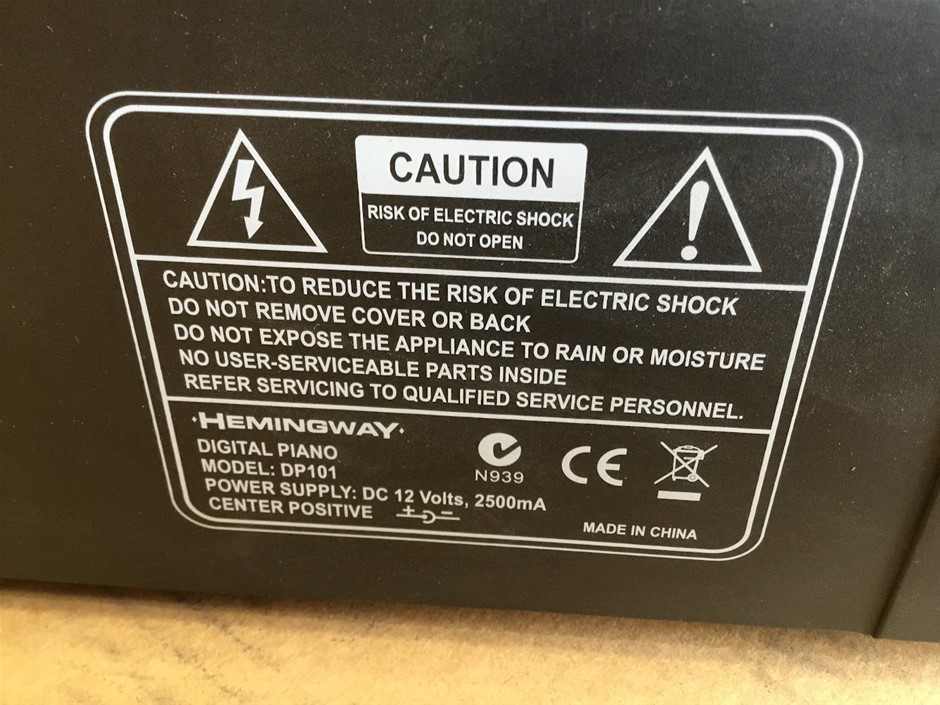 CAUTION
RISK OF ELECTRIC SHOCK
DO NOT OPEN
CAUTION:TO REDUCE THE RISK OF ELECTRIC SHOCK
DO NOT REMOVE COVER OR BACK
DO NOT EXPOSE THE APPLIANCE TO RAIN OR MOISTURE
NO USER-SERVICEABLE PARTS INSIDE
REFER SERVICING TO QUALIFIED SERVICE PERSONNEL.
·HEMINGWAY·
DIGITAL PIANO
MODEL: DP101
POWER SUPPLY: DC 12 Volts, 2500mA
CENTER POSITIVE + -
N939
CE
MADE IN CHINA